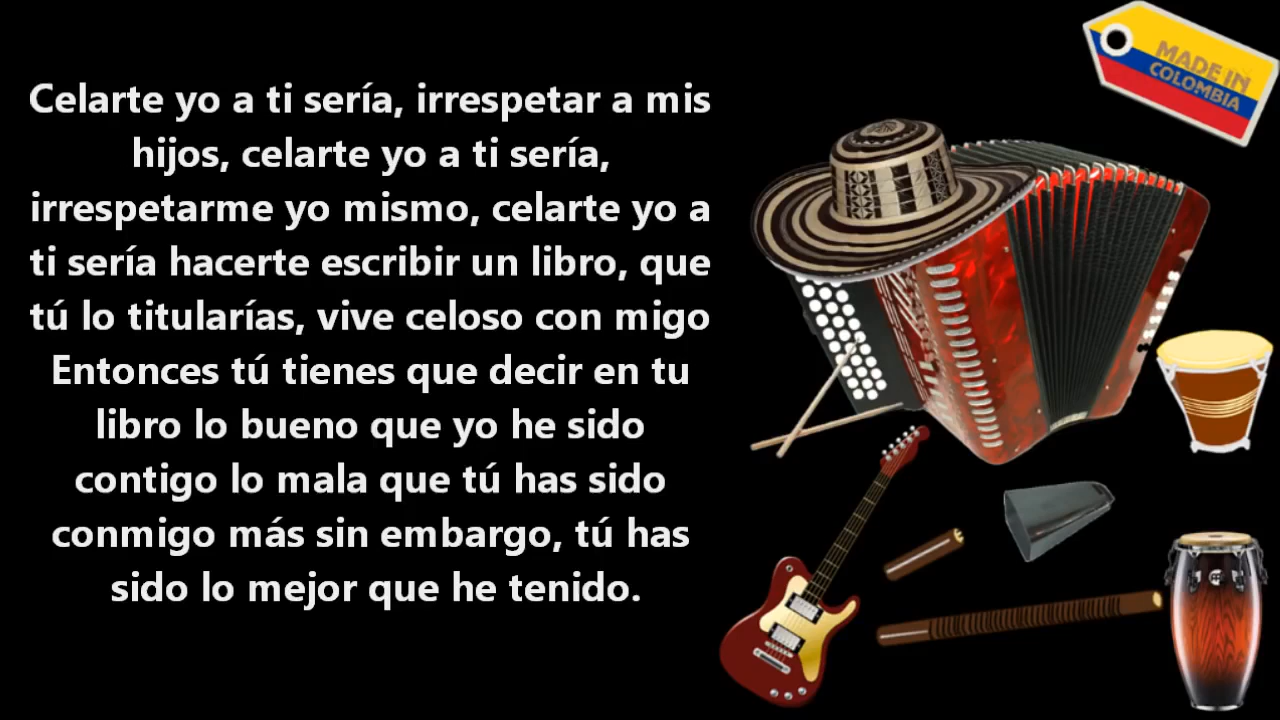 Celarte yo a ti sería, irrespetar a mis
hijos, celarte yo a ti sería,
irrespetarme yo mismo, celarte yo a
ti sería hacerte escribir un libro, que
tú lo titularías, vive celoso con migo
Entonces tú tienes que decir en tu
libro lo bueno que yo he sido
contigo lo mala que tú has sido
conmigo más sin embargo, tú has
sido lo mejor que he tenido.
MADE IN
COLOMBIA